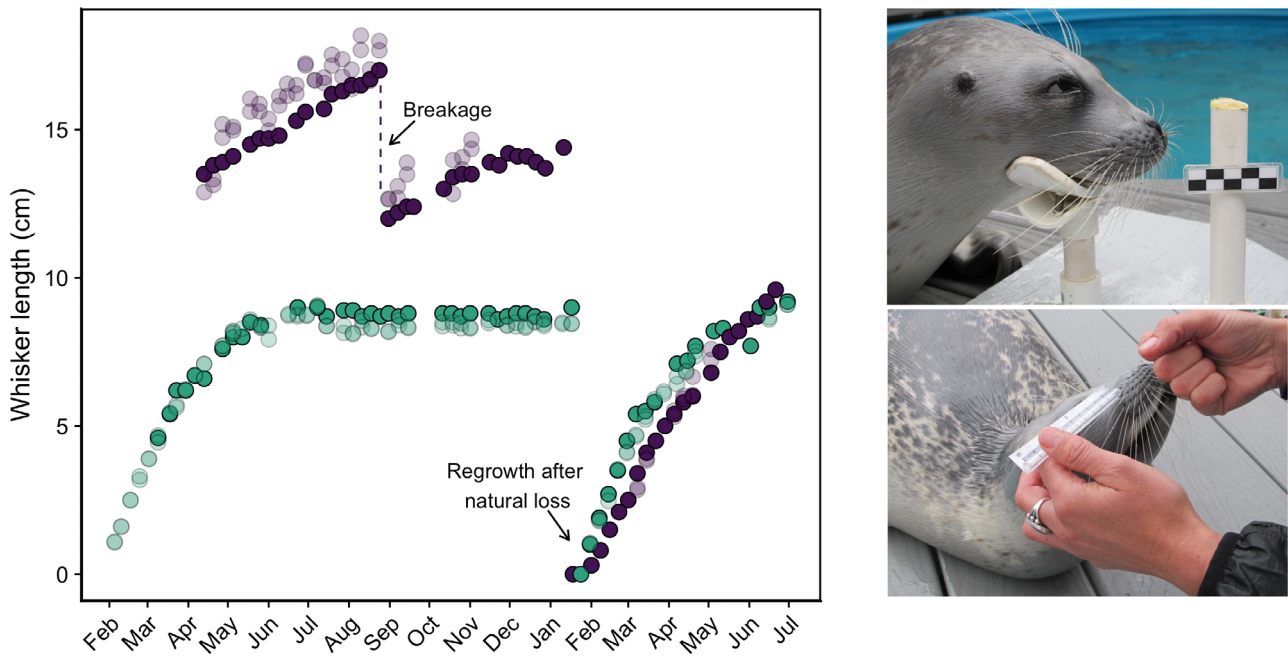 Whisker length (cm)
15
10
5
0
Breakage
Regrowth after
natural loss
Feb
Mar
Apr
May
Jun
Jul
Aug
Sep
Oct
Nov
Dec
Jan
Feb
Mar
Apr
May
Jun
Jul